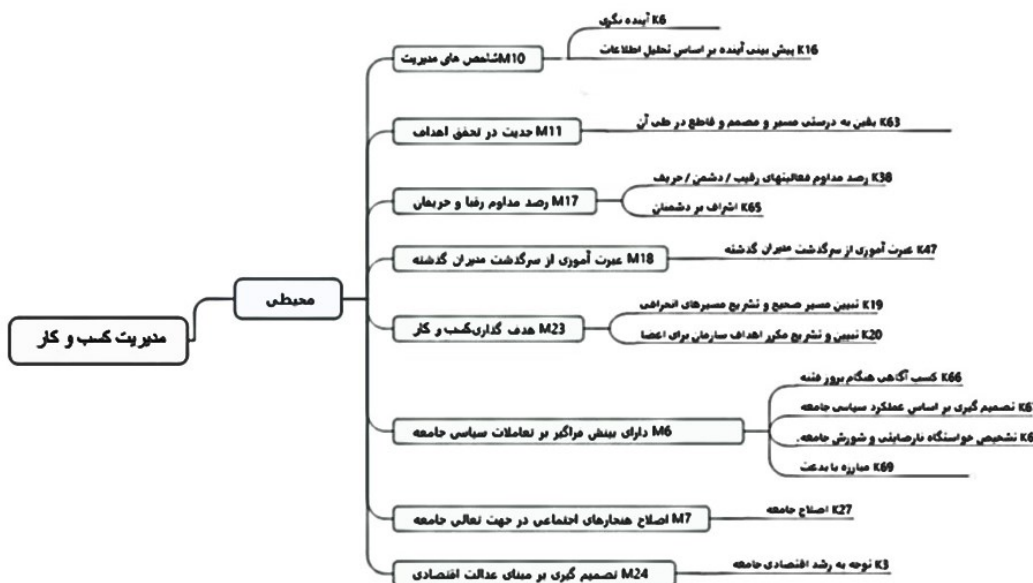 مدیریت کسب و کار
محیطی
M10شاخص های مدیریت
K6 آینده نگری
K16 پیش بینی آینده بر اساس تحلیل اطلاعات
M11 جدیت در تحقق اهداف
K63 یقین به درستی مسیر و مصمم و قاطع در طی آن
M17 رصد مداوم رقبا و حریفان
K38 رصد مداوم فعالیتهای رقیب / دشمن / حریف
K65 اشراف بر دشمنان
M18 عبرت آموزی از سرگذشت مدیران گذشته
K47 عبرت آموزی از سرگذشت مدیران گذشته
M23 هدف گذاری‌کسب و کار
K19 تبیین مسیر صحیح و تشریح مسیرهای انحرافی
K20 تبیین و تشریح مکرر اهداف سازمان برای اعضا
M6 دارای بینش فراگیر بر تعاملات سیاسی جامعه
K66 کسب آگاهی هنگام بروز فتنه
K6 تصمیم گیری بر اساس عملکرد سیاسی جامعه
K6 تشخیص خواستگاه نارضایتی و شورش جامعه.
K69 مبارزه با بدعت
M7 اصلاح هنجارهای اجتماعی در جهت تعالی جامعه
K27 اصلاح جامعه
M24 تصمیم گیری بر مبنای عدالت اقتصادی
K3 توجه به رشد اقتصادی جامعه